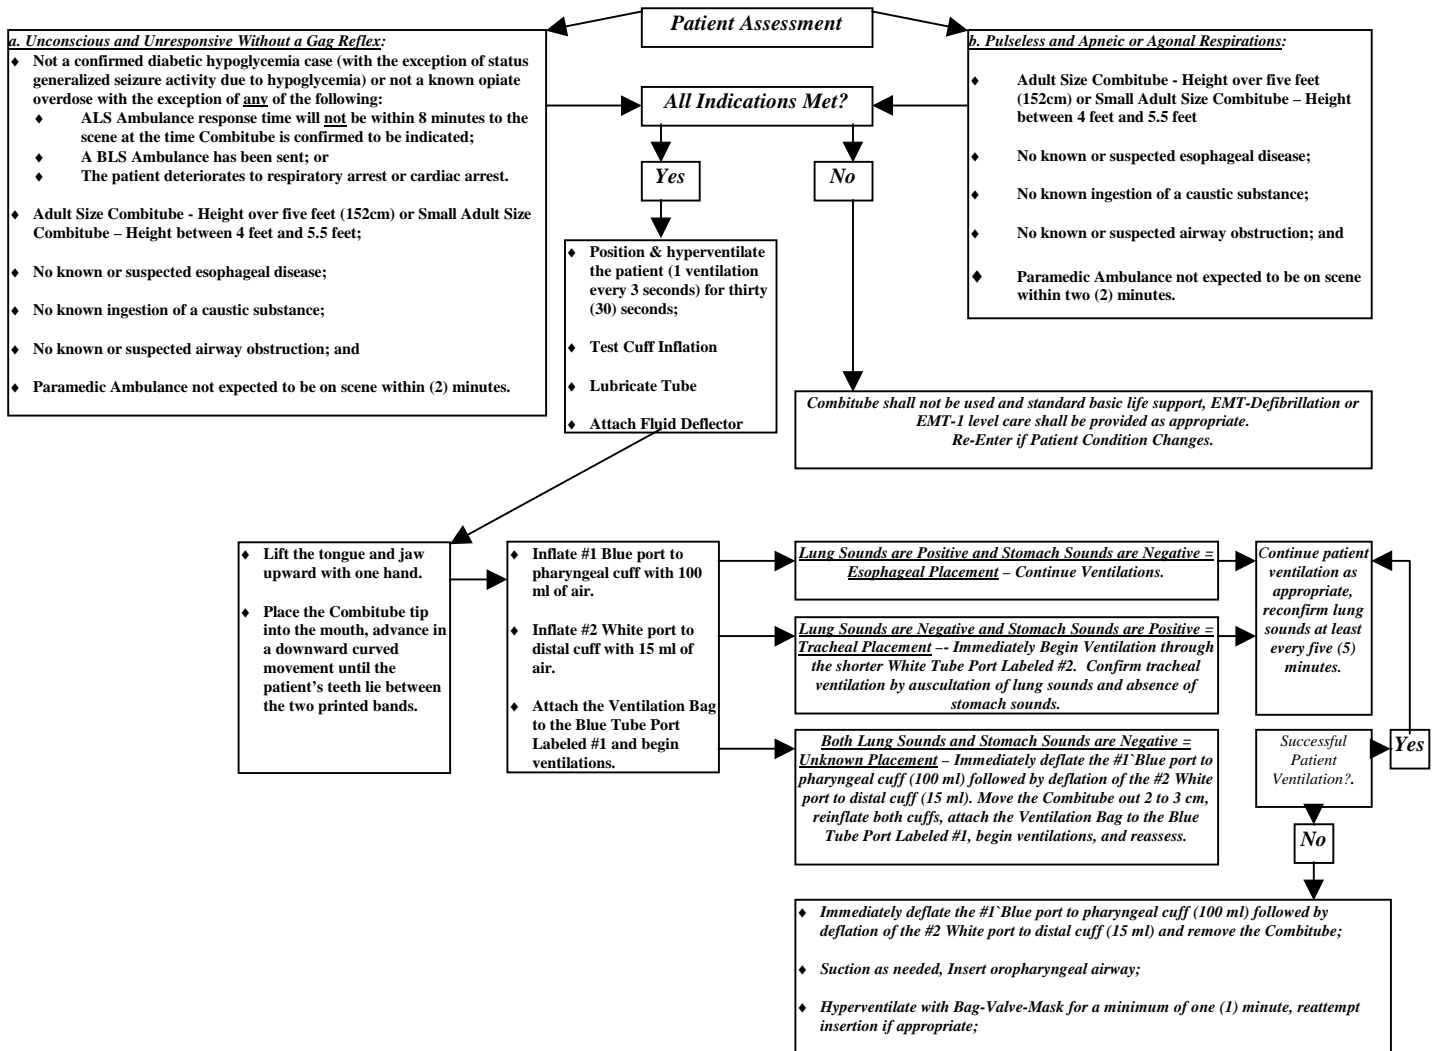 Patient Assessment
a. Unconscious and Unresponsive Without a Gag Reflex:
♦ Not a confirmed diabetic hypoglycemia case (with the exception of status
generalized seizure activity due to hypoglycemia) or not a known opiate
overdose with the exception of any of the following:
♦ ALS Ambulance response time will not be within 8 minutes to the
scene at the time Combitube is confirmed to be indicated;
♦ A BLS Ambulance has been sent; or
♦ The patient deteriorates to respiratory arrest or cardiac arrest.
♦ Adult Size Combitube - Height over five feet (152cm) or Small Adult Size
Combitube – Height between 4 feet and 5.5 feet;
♦ No known or suspected esophageal disease;
♦ No known ingestion of a caustic substance;
♦ No known or suspected airway obstruction; and
♦ Paramedic Ambulance not expected to be on scene within (2) minutes.
b. Pulseless and Apneic or Agonal Respirations:
♦ Adult Size Combitube - Height over five feet
(152cm) or Small Adult Size Combitube – Height
between 4 feet and 5.5 feet
♦ No known or suspected esophageal disease;
♦ No known ingestion of a caustic substance;
♦ No known or suspected airway obstruction; and
♦ Paramedic Ambulance not expected to be on scene
within two (2) minutes.
All Indications Met?
Yes
No
♦ Position & hyperventilate
the patient (1 ventilation
every 3 seconds) for thirty
(30) seconds;
♦ Test Cuff Inflation
♦ Lubricate Tube
♦ Attach Fluid Deflector
Combitube shall not be used and standard basic life support, EMT-Defibrillation or
EMT-1 level care shall be provided as appropriate.
Re-Enter if Patient Condition Changes.
♦ Lift the tongue and jaw
upward with one hand.
♦ Place the Combitube tip
into the mouth, advance in
a downward curved
movement until the
patient's teeth lie between
the two printed bands.
♦ Inflate #1 Blue port to
pharyngeal cuff with 100
ml of air.
♦ Inflate #2 White port to
distal cuff with 15 ml of
air.
♦ Attach the Ventilation Bag
to the Blue Tube Port
Labeled #1 and begin
ventilations.
Lung Sounds are Positive and Stomach Sounds are Negative =
Esophageal Placement – Continue Ventilations.
Lung Sounds are Negative and Stomach Sounds are Positive =
Tracheal Placement –- Immediately Begin Ventilation through
the shorter White Tube Port Labeled #2. Confirm tracheal
ventilation by auscultation of lung sounds and absence of
stomach sounds.
Both Lung Sounds and Stomach Sounds are Negative =
Unknown Placement – Immediately deflate the #1`Blue port to
pharyngeal cuff (100 ml) followed by deflation of the #2 White
port to distal cuff (15 ml). Move the Combitube out 2 to 3 cm,
reinflate both cuffs, attach the Ventilation Bag to the Blue
Tube Port Labeled #1, begin ventilations, and reassess.
Continue patient
ventilation as
appropriate,
reconfirm lung
sounds at least
every five (5)
minutes.
Successful
Patient
Ventilation?.
Yes
No
♦ Immediately deflate the #1`Blue port to pharyngeal cuff (100 ml) followed by
deflation of the #2 White port to distal cuff (15 ml) and remove the Combitube;
♦ Suction as needed, Insert oropharyngeal airway;
♦ Hyperventilate with Bag-Valve-Mask for a minimum of one (1) minute, reattempt
insertion if appropriate;